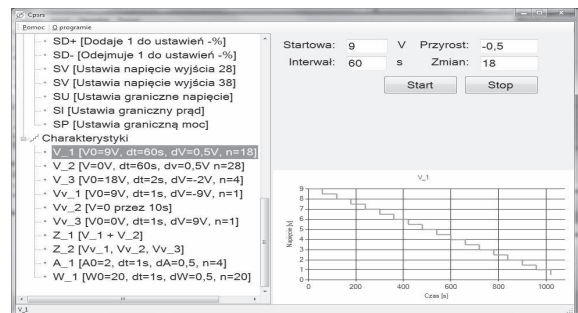 Cpsrs
Pomoc O programie
SD+ [Dodaje 1 do ustawień -%]
SD- [Odejmuje 1 do ustawień -%]
SV [Ustawia napięcie wyjścia 28]
SV [Ustawia napięcie wyjścia 38]
SU [Ustawia graniczne napięcie]
SI [Ustawia graniczny prąd]
SP [Ustawia graniczną moc]
Charakterystyki
V_1 [V0=9V, dt=60s, dV=0,5V, n=18]
V_2 [V=0V, dt=60s, dv=0,5V n=28]
V_3 [V0=18V, dt=2s, dV=-2V, n=4]
Vv_1 [V0=9V, dt=1s, dV=-9V, n=1]
Vv_2 [V=0 przez 10s]
Vv_3 [V0=0V, dt=1s, dV=9V, n=1]
Z_1 [V_1 + V_2]
Z_2 [Vv_1, Vv_2, Vv_3]
A_1 [A0=2, dt=1s, dA=0,5, n=4]
W_1 [W0=20, dt=1s, dW=0,5, n=20]
V_1
Startowa: 9 V Przyrost: -0,5
Interwał: 60 s Zmian: 18
Start Stop
V_1
Napięcie [V]
9
8
7
6
5
4
3
2
1
0
0 200 400 600 800 1000
Czas [s]